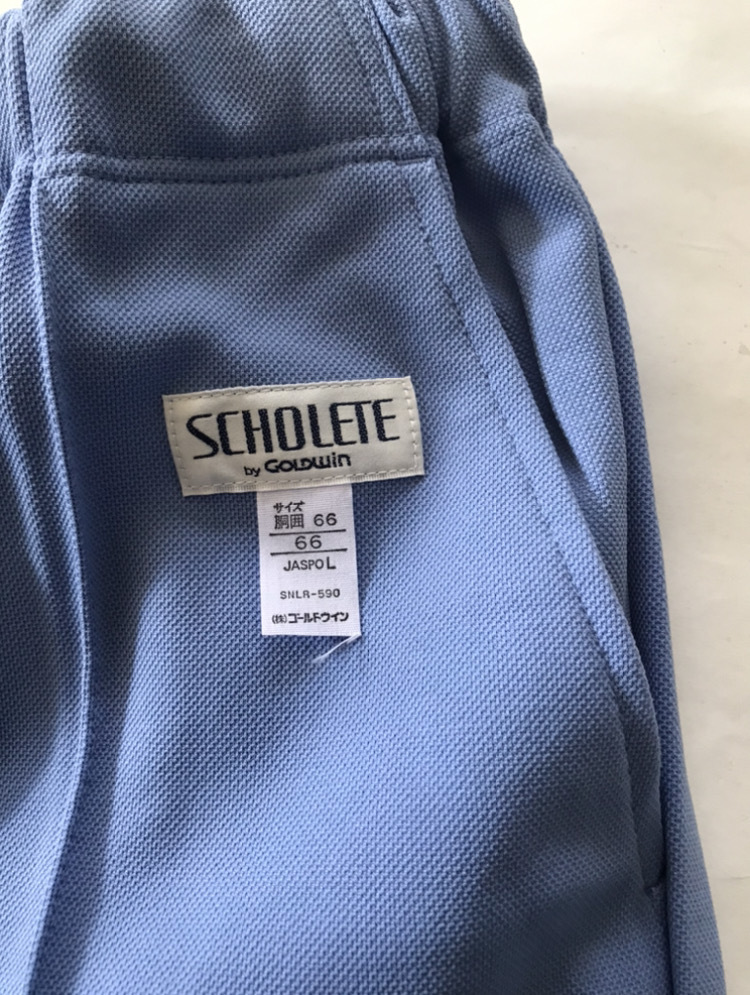 SCHOLETE
by GOLDWIN
サイズ
胴囲 66
66
JASPO L
SNLR-590
(株)ゴールドウイン